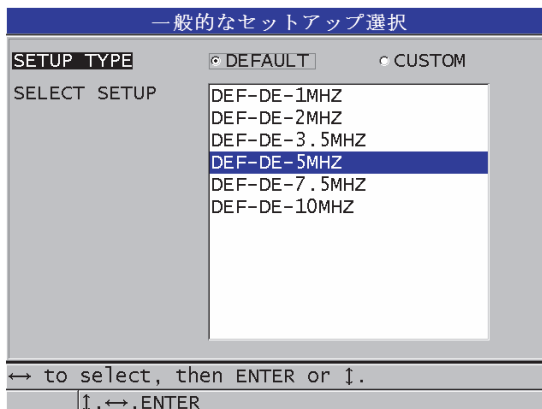 一般的なセットアップ選択
SETUP TYPE DEFAULT CUSTOM
SELECT SETUP
DEF-DE-1MHZ
DEF-DE-2MHZ
DEF-DE-3.5MHZ
DEF-DE-5MHZ
DEF-DE-7.5MHZ
DEF-DE-10MHZ
↔ to select, then ENTER or ↕.
↕,↔,ENTER